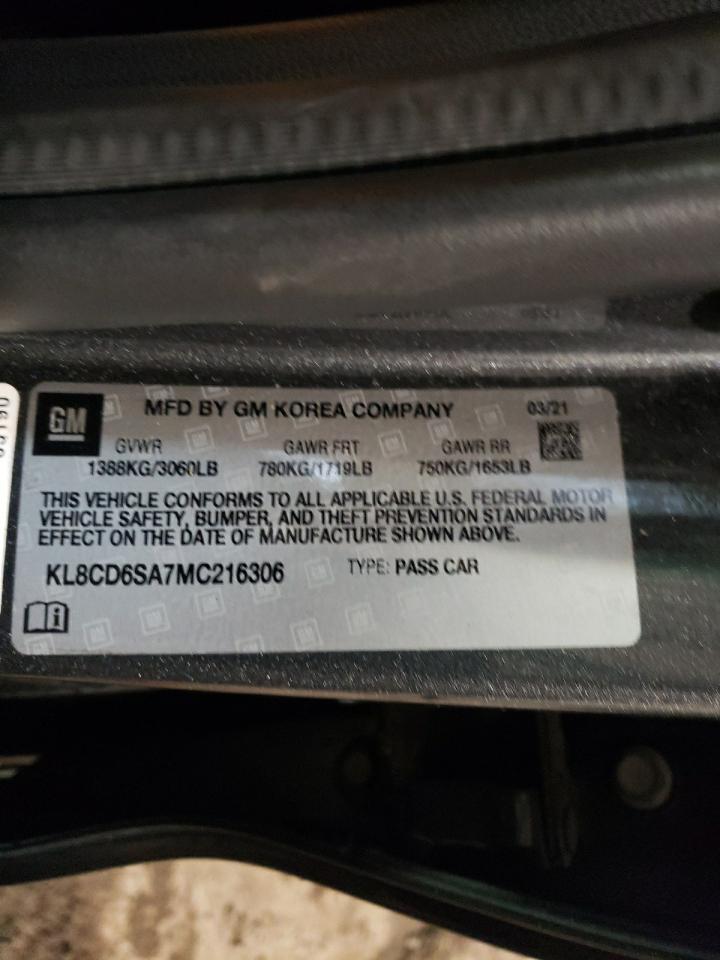 GM
MFD BY GM KOREA COMPANY 03/21
GVWR GAWR FRT GAWR RR
1388KG/3060LB 780KG/1719LB 750KG/1653LB
THIS VEHICLE CONFORMS TO ALL APPLICABLE U.S. FEDERAL MOTOR
VEHICLE SAFETY, BUMPER, AND THEFT PREVENTION STANDARDS IN
EFFECT ON THE DATE OF MANUFACTURE SHOWN ABOVE.
KL8CD6SA7MC216306 TYPE: PASS CAR